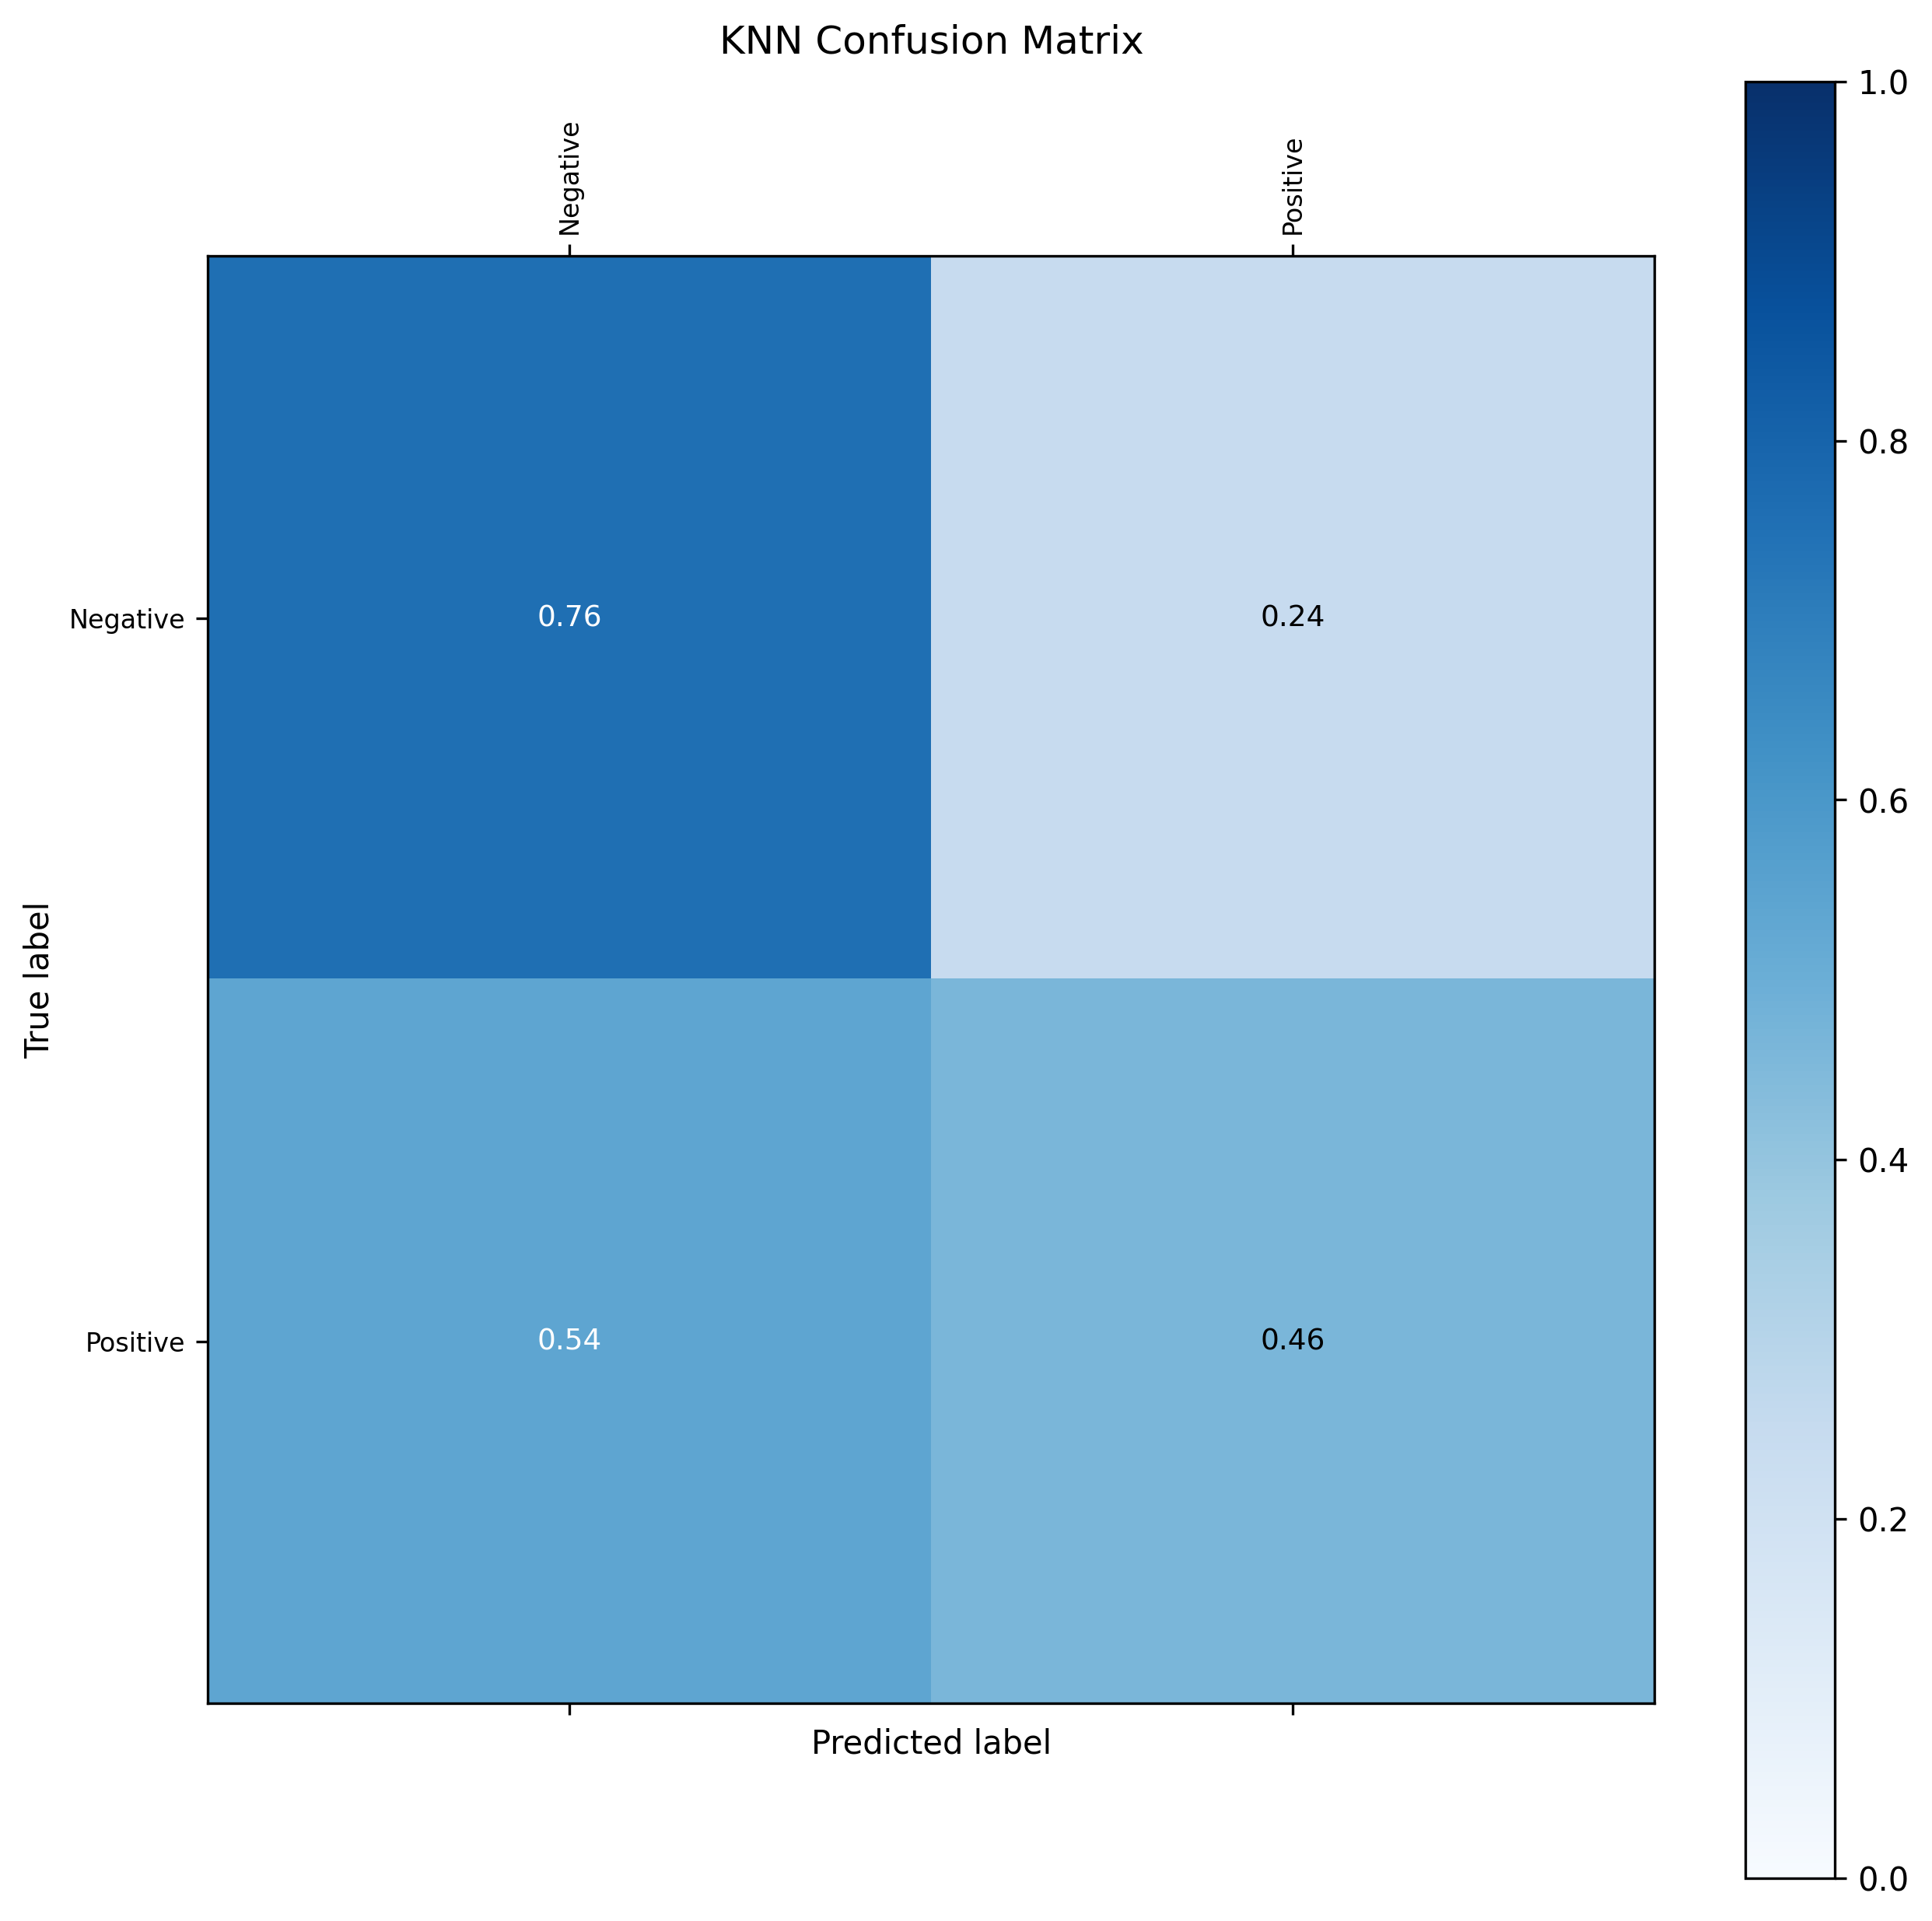 KNN Confusion Matrix
Negative
Positive
1.0
0.8
0.6
0.4
0.2
0.0
True label
Negative
0.76
0.24
Positive
0.54
0.46
Predicted label